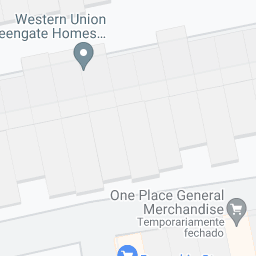 Western Union
eengate Homes...
One Place General
Merchandise
Temporariamente
fechado